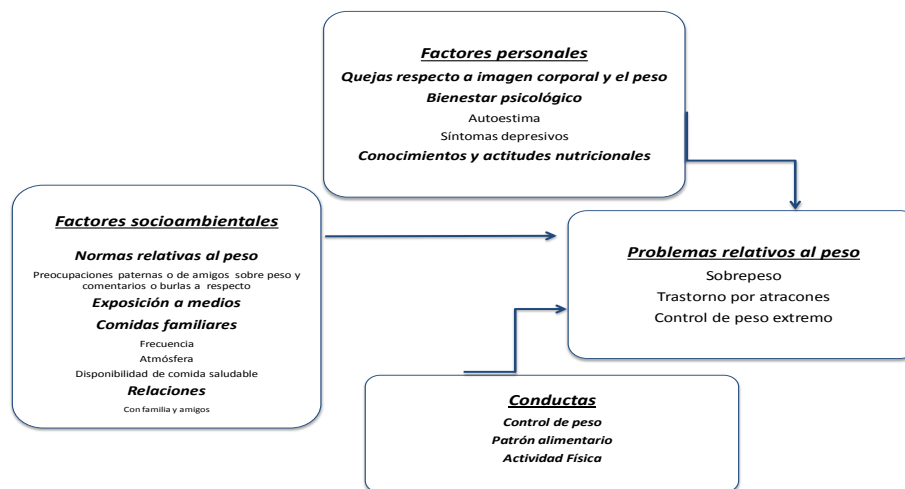 Factores personales
Quejas respecto a imagen corporal y el peso
Bienestar psicológico
Autoestima
Síntomas depresivos
Conocimientos y actitudes nutricionales
Factores socioambientales
Normas relativas al peso
Preocupaciones paternas o de amigos sobre peso y
comentarios o burlas a respecto
Exposición a medios
Comidas familiares
Frecuencia
Atmósfera
Disponibilidad de comida saludable
Relaciones
Con familia y amigos
Problemas relativos al peso
Sobrepeso
Trastorno por atracones
Control de peso extremo
Conductas
Control de peso
Patrón alimentario
Actividad Física